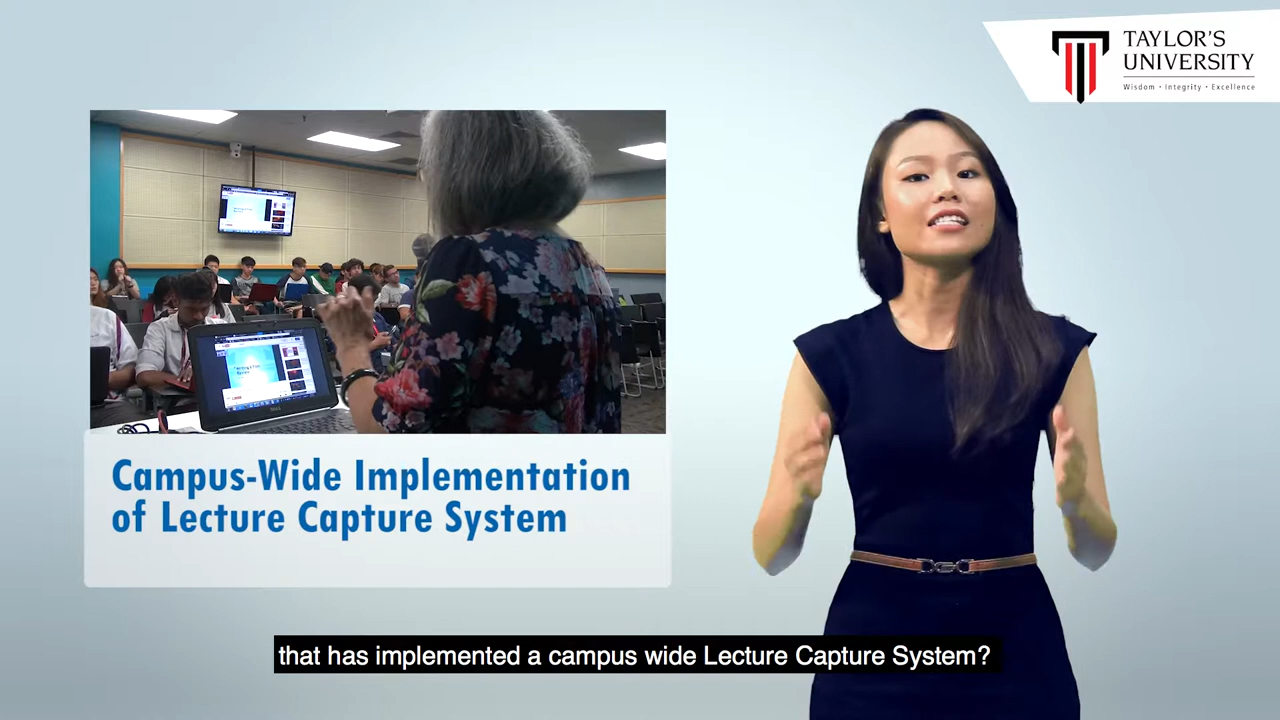 TAYLOR'S
UNIVERSITY
Wisdom • Integrity • Excellence
Campus-Wide Implementation
of Lecture Capture System
that has implemented a campus wide Lecture Capture System?